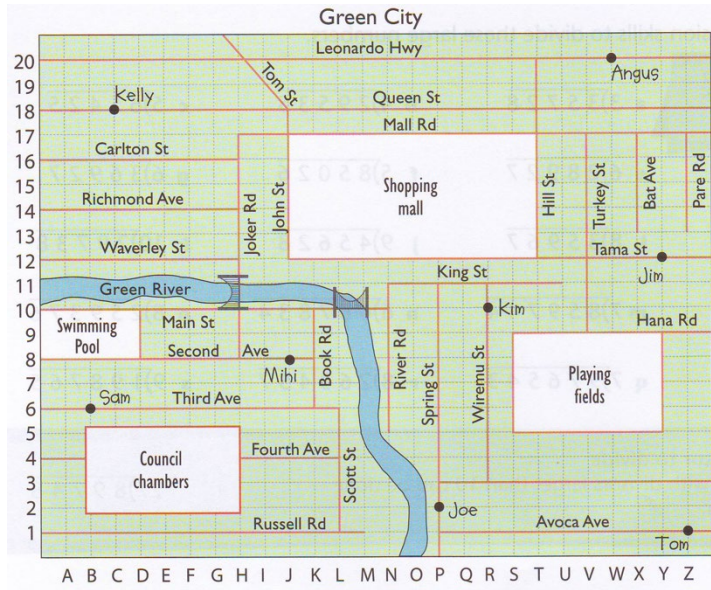 Green City
20
Leonardo Hwy
Angus
19
Tom St
Kelly
18
Queen St
17
Mall Rd
16
Carlton St
15
Richmond Ave
Joker Rd
John St
Shopping
mall
Hill St
Turkey St
Bat Ave
Pare Rd
14
13
Waverley St
Tama St
12
Jim
11
Green River
King St
10
Swimming
Pool
Main St
Book Rd
River Rd
Spring St
Wiremu St
Kim
Hana Rd
9
Second Ave
8
Mihi
7
Playing
fields
Sam
Third Ave
6
5
Council
chambers
Fourth Ave
Scott St
4
3
2
Joe
Russell Rd
Avoca Ave
1
Tom
A B C D E F G H I J K L M N O P Q R S T U V W X Y Z